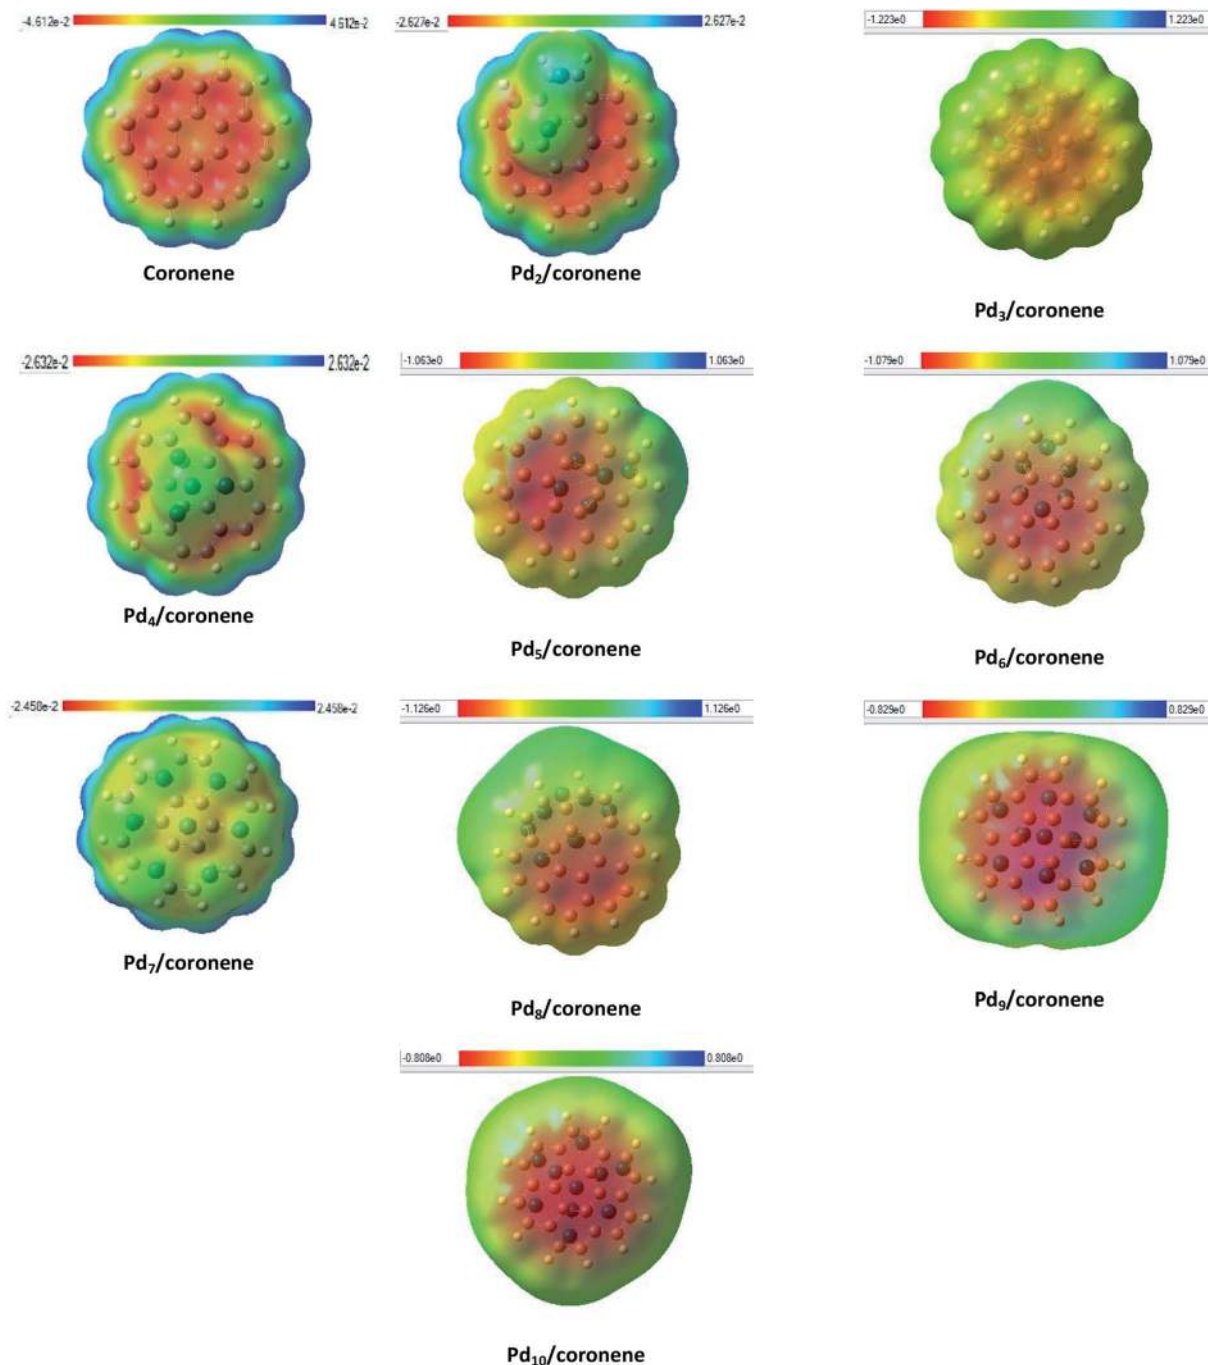 -4.612e-2 4.612e-2
-2.627e-2 2.627e-2
-1.223e0 1.223e0
Coronene
Pd₂/coronene
Pd₃/coronene
-2.632e-2 2.632e-2
-1.063e0 1.063e0
-1.079e0 1.079e0
Pd₄/coronene
Pd₅/coronene
Pd₆/coronene
-2.458e-2 2.458e-2
-1.126e0 1.126e0
-0.829e0 0.829e0
Pd₇/coronene
Pd₈/coronene
Pd₉/coronene
-0.808e0 0.808e0
Pd₁₀/coronene